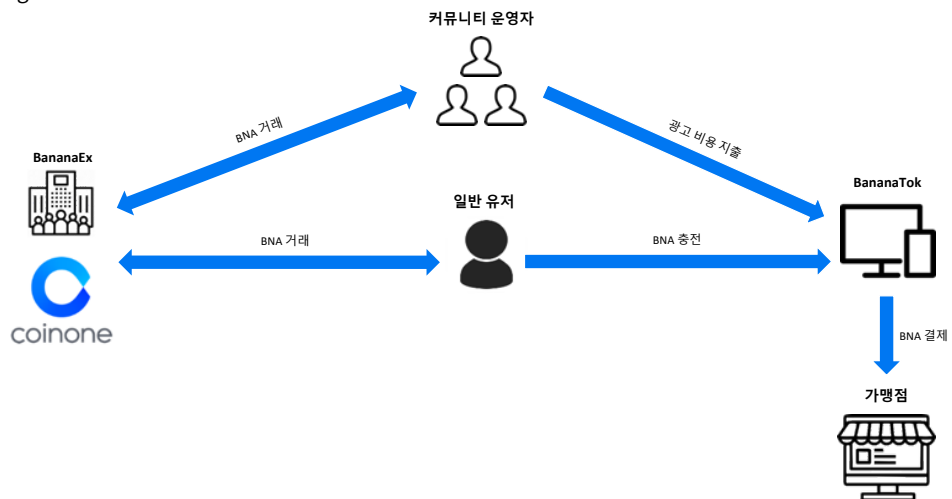 커뮤니티 운영자
BNA 거래
광고 비용 지출
BananaEx
BananaTok
일반 유저
BNA 거래
BNA 충전
coinone
BNA 결제
가맹점